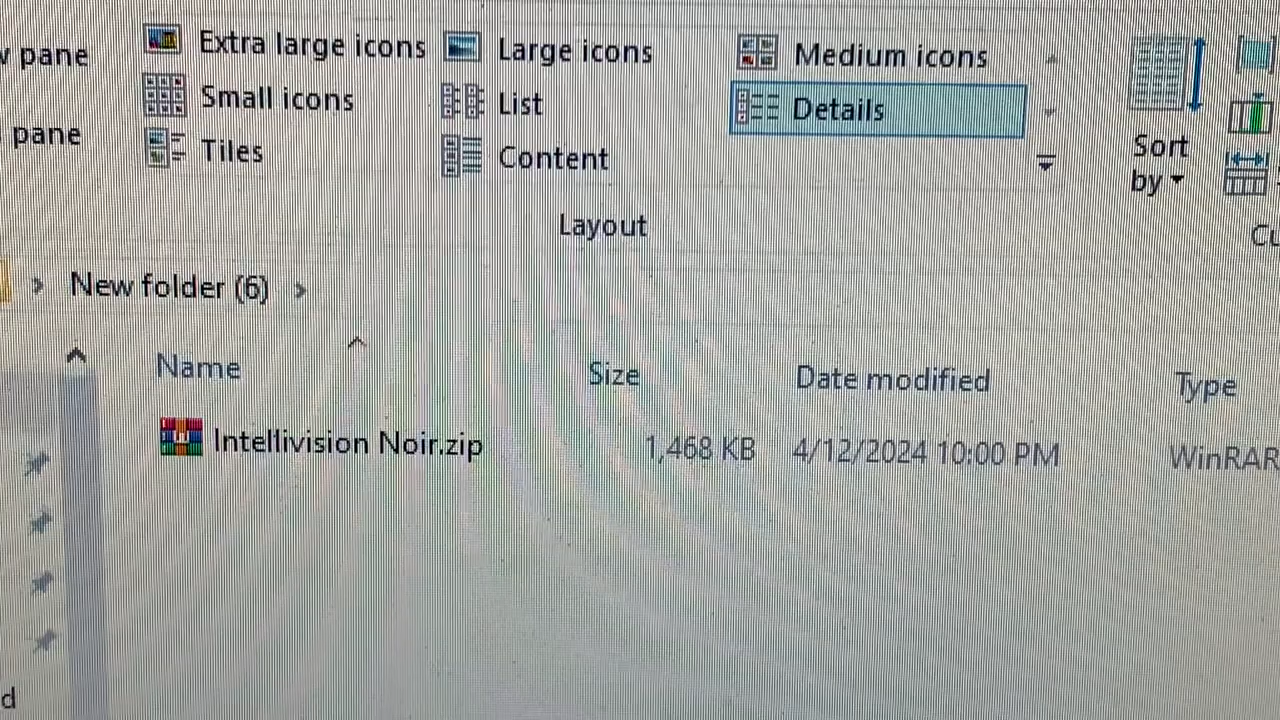 pane
Extra large icons
Large icons
Medium icons
Small icons
List
Details
pane
Tiles
Content
Sort
by
Layout
New folder (6)
Name
Size
Date modified
Type
Intellivision Noir.zip
1,468 KB
4/12/2024 10:00 PM
WinRAR